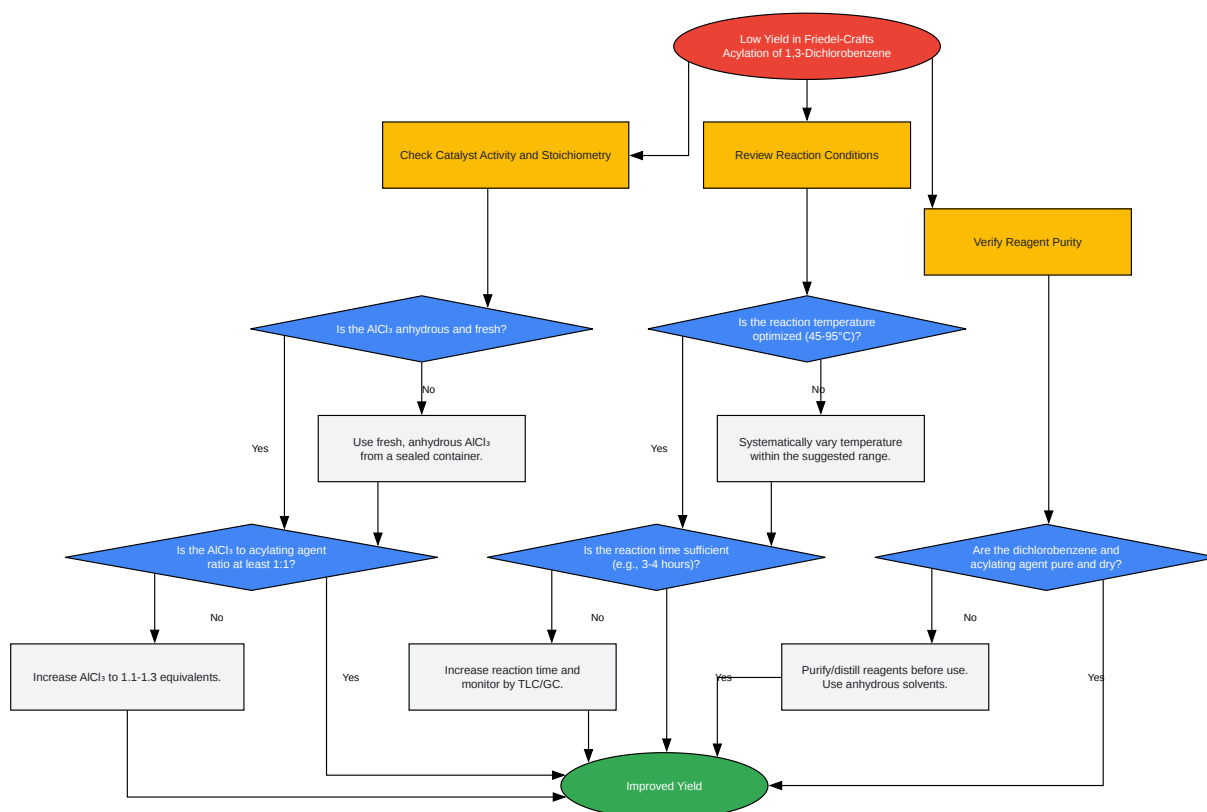 Low Yield in Friedel-Crafts
Acylation of 1,3-Dichlorobenzene
Check Catalyst Activity and Stoichiometry
Review Reaction Conditions
Verify Reagent Purity
Is the AlCl₃ anhydrous and fresh?
Is the reaction temperature
optimized (45-95°C)?
No
No
Use fresh, anhydrous AlCl₃
from a sealed container.
Systematically vary temperature
within the suggested range.
Yes
Yes
Is the AlCl₃ to acylating agent
ratio at least 1:1?
Is the reaction time sufficient
(e.g., 3-4 hours)?
Are the dichlorobenzene and
acylating agent pure and dry?
No
No
No
Increase AlCl₃ to 1.1-1.3 equivalents.
Yes
Increase reaction time and
monitor by TLC/GC.
Yes
Purify/distill reagents before use.
Use anhydrous solvents.
Yes
Improved Yield